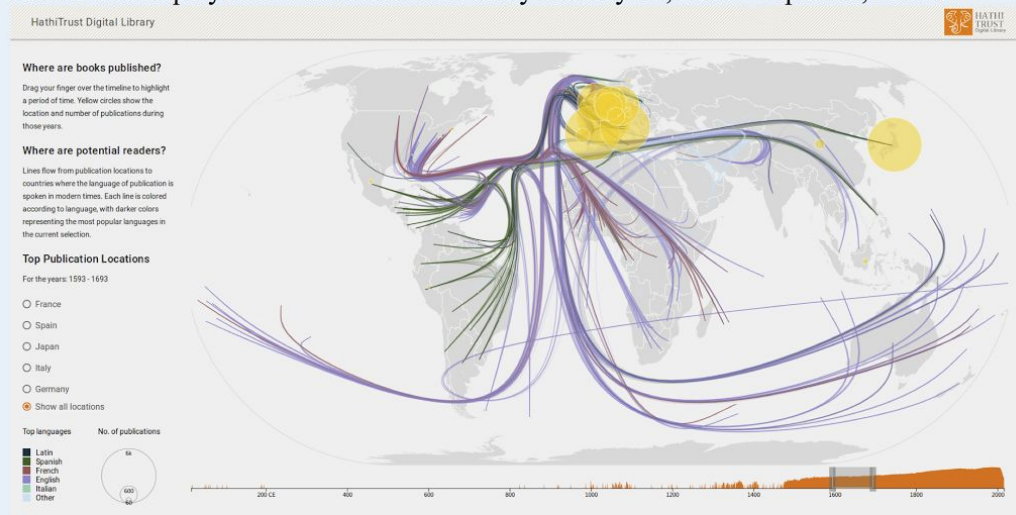 HathiTrust Digital Library
HATHI
TRUST
Digital Library
Where are books published?
Drag your finger over the timeline to highlight
a period of time. Yellow circles show the
location and number of publications during
those years.
Where are potential readers?
Lines flow from publication locations to
countries where the language of publication is
spoken in modern times. Each line is colored
according to language, with darker colors
representing the most popular languages in
the current selection.
Top Publication Locations
For the years: 1593 - 1693
France
Spain
Japan
Italy
Germany
Show all locations
Top languages
No. of publications
Latin
Spanish
French
English
Italian
Other
6k
600
60
200 CE
400
600
800
1000
1200
1400
1600
1800
2000